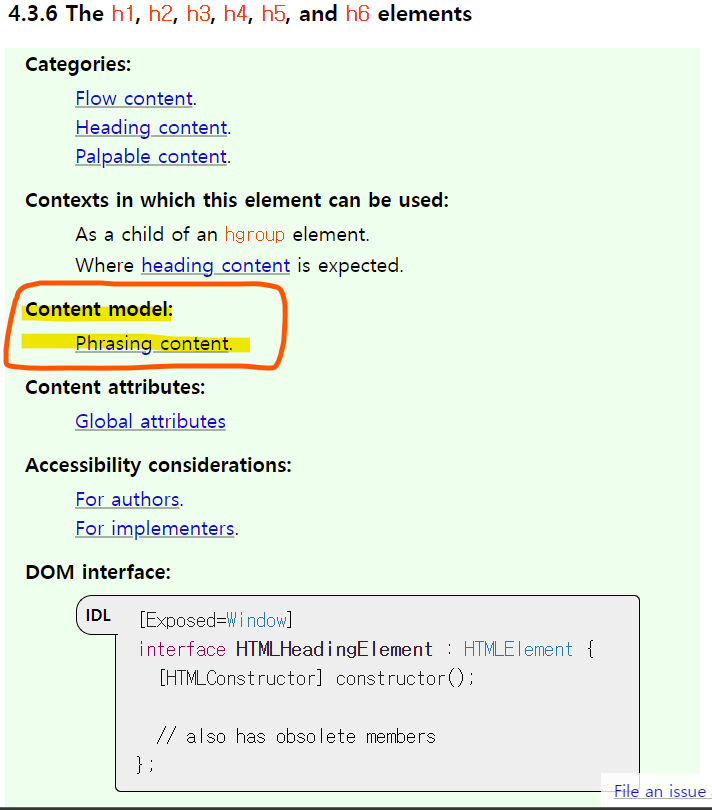 4.3.6 The h1, h2, h3, h4, h5, and h6 elements
Categories:
Flow content.
Heading content.
Palpable content.
Contexts in which this element can be used:
As a child of an hgroup element.
Where heading content is expected.
Content model:
Phrasing content.
Content attributes:
Global attributes
Accessibility considerations:
For authors.
For implementers.
DOM interface:
IDL
[Exposed=Window]
interface HTMLHeadingElement : HTMLElement {
[HTMLConstructor] constructor();
// also has obsolete members
};
File an issue